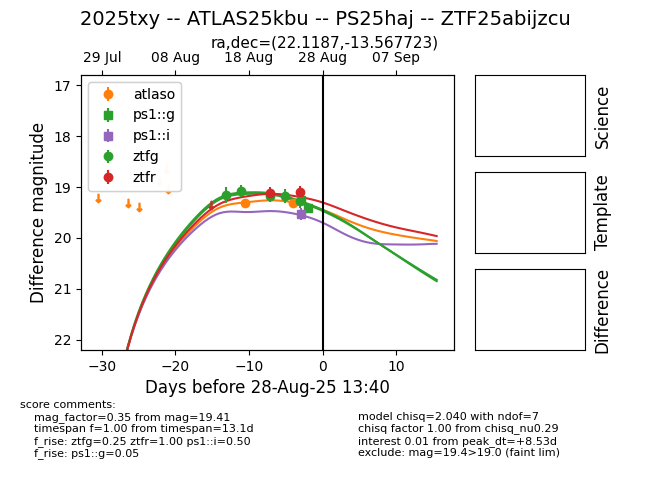 2025txy -- ATLAS25kbu -- PS25haj -- ZTF25abijzcu
ra,dec=(22.1187,-13.567723)
29 Jul 08 Aug 18 Aug 28 Aug 07 Sep
17
18
19
20
21
22
Difference magnitude
atlaso
ps1::g
ps1::i
ztfg
ztfr
−30 −20 −10 0 10
Days before 28-Aug-25 13:40
Science
Template
Difference
score comments:
mag_factor=0.35 from mag=19.41
timespan f=1.00 from timespan=13.1d
f_rise: ztfg=0.25 ztfr=1.00 ps1::i=0.50
f_rise: ps1::g=0.05
model chisq=2.040 with ndof=7
chisq factor 1.00 from chisq_nu0.29
interest 0.01 from peak_dt=+8.53d
exclude: mag=19.4>19.0 (faint lim)